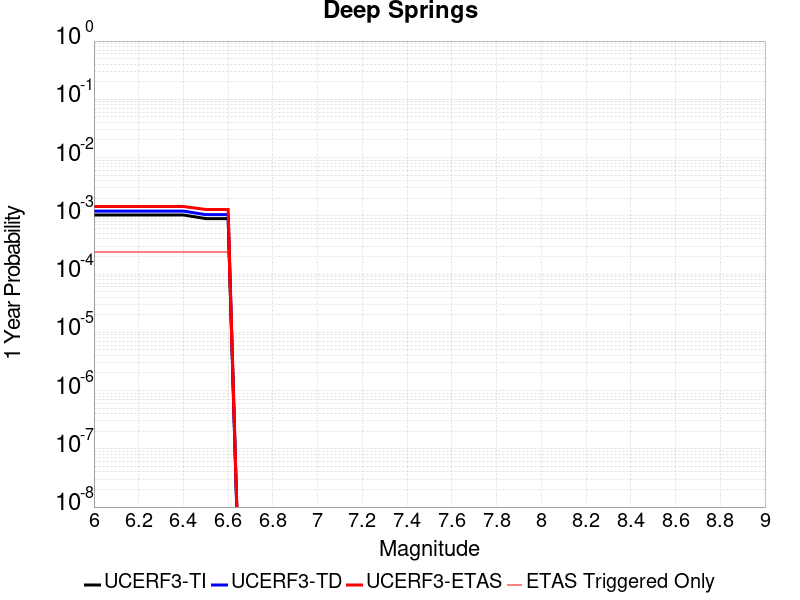 Deep Springs
10^0
10^-1
10^-2
10^-3
10^-4
10^-5
10^-6
10^-7
10^-8
1 Year Probability
6 6.2 6.4 6.6 6.8 7 7.2 7.4 7.6 7.8 8 8.2 8.4 8.6 8.8 9
Magnitude
UCERF3-TI UCERF3-TD UCERF3-ETAS ETAS Triggered Only